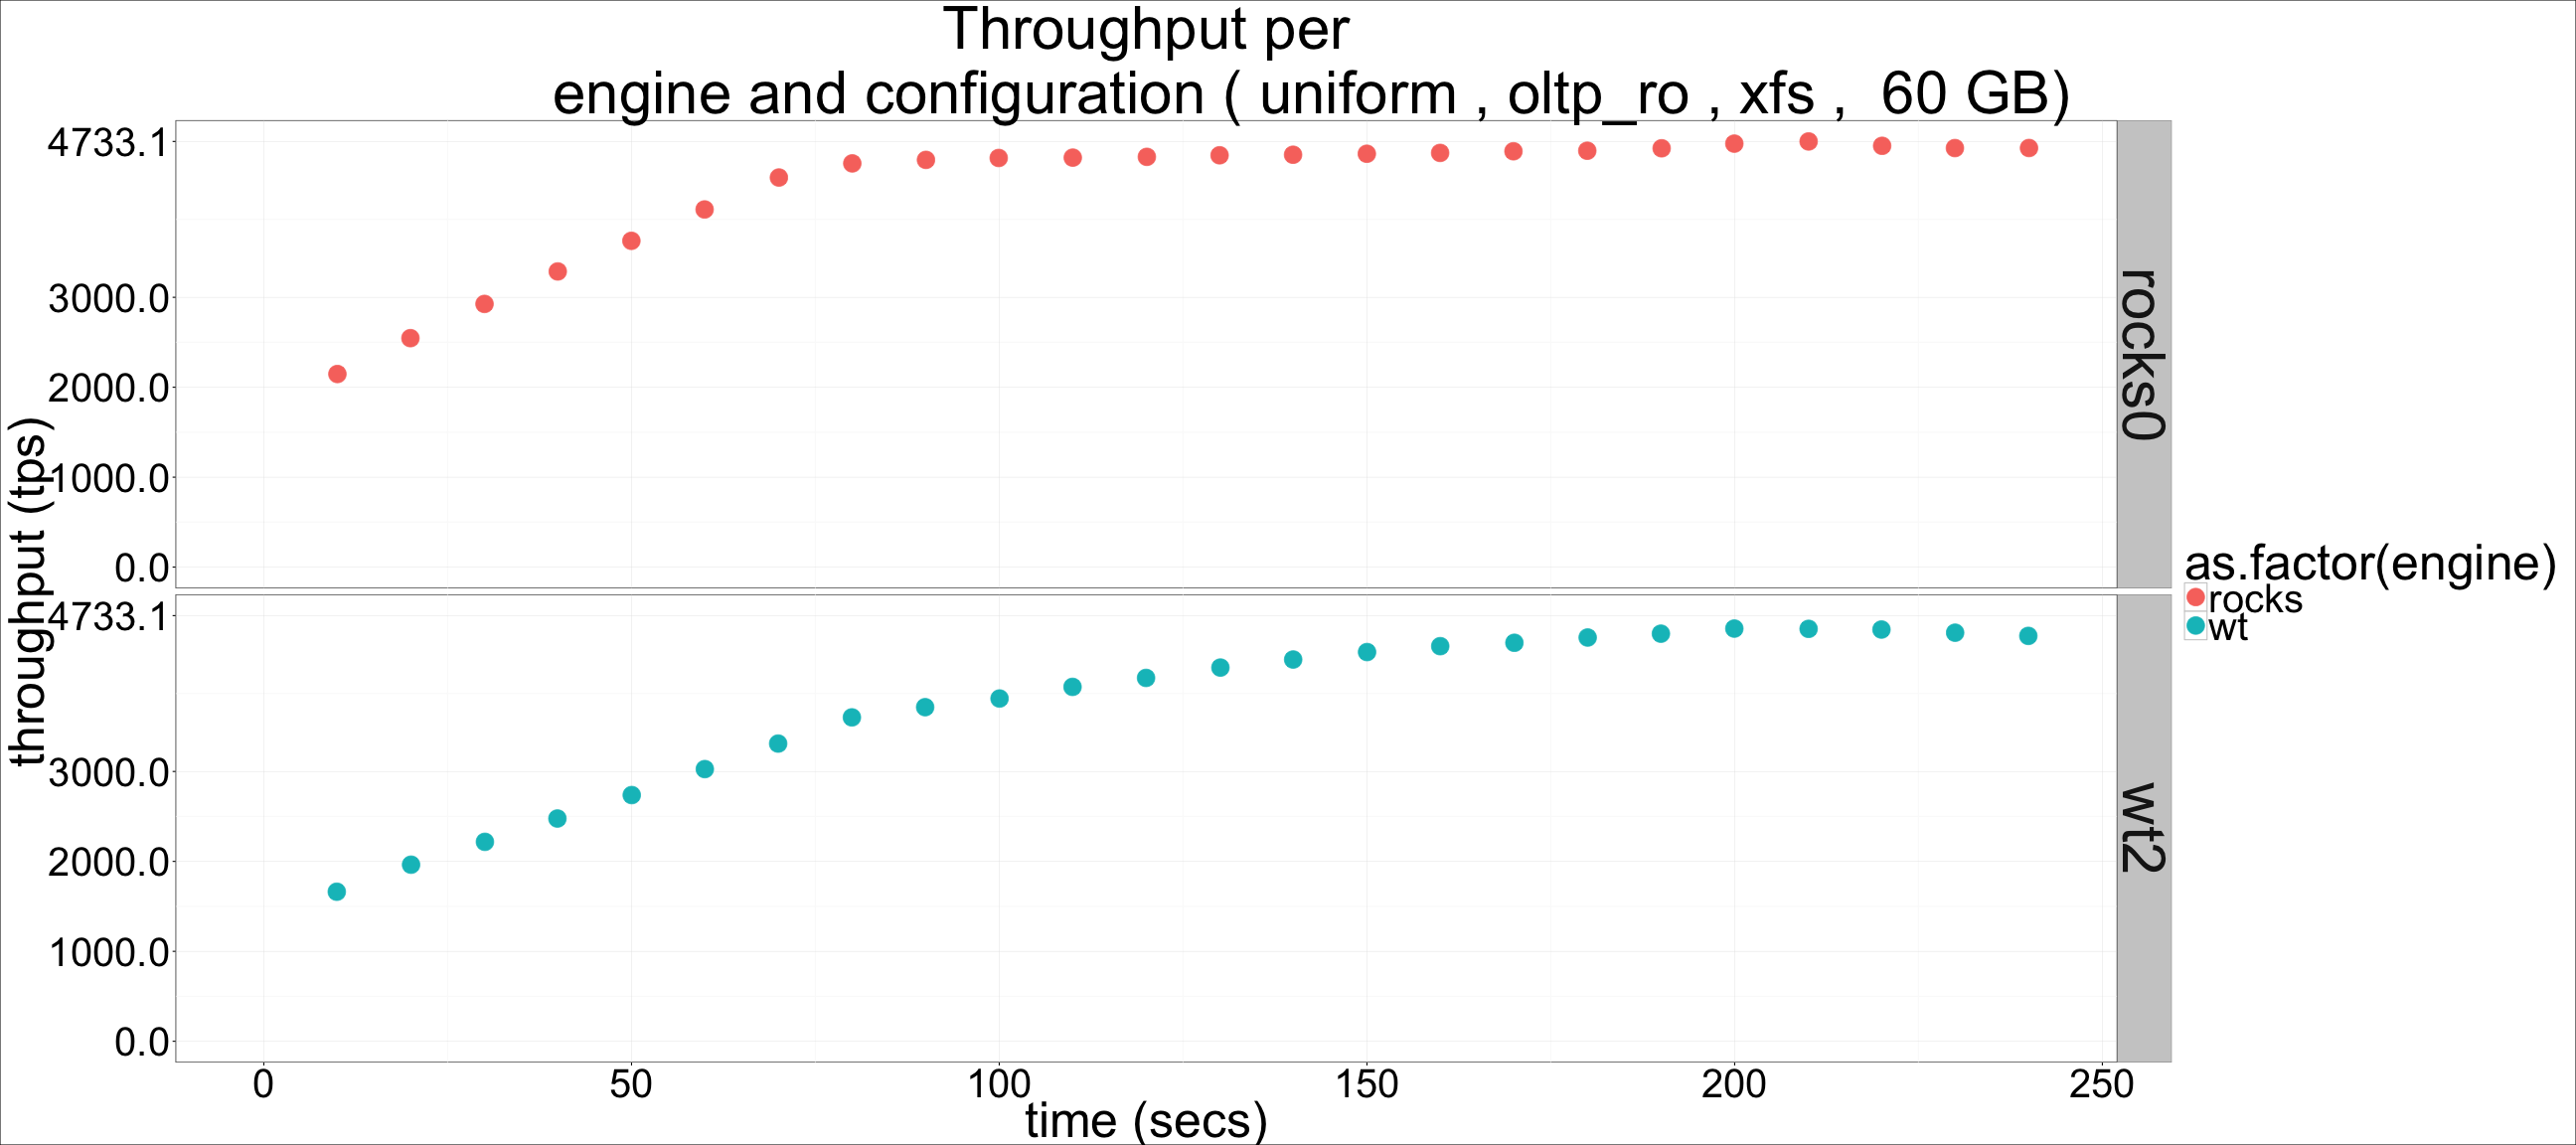 Throughput per
engine and configuration ( uniform , oltp_ro , xfs , 60 GB)
throughput (tps)
4733.1
3000.0
2000.0
1000.0
0.0
rocks0
4733.1
3000.0
2000.0
1000.0
0.0
wt2
0 50 100 150 200 250
time (secs)
as.factor(engine)
rocks
wt